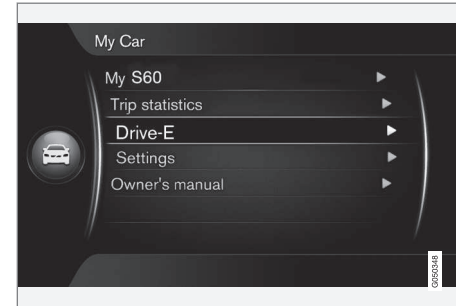 My Car
My S60
Trip statistics
Drive-E
Settings
Owner's manual
G050348